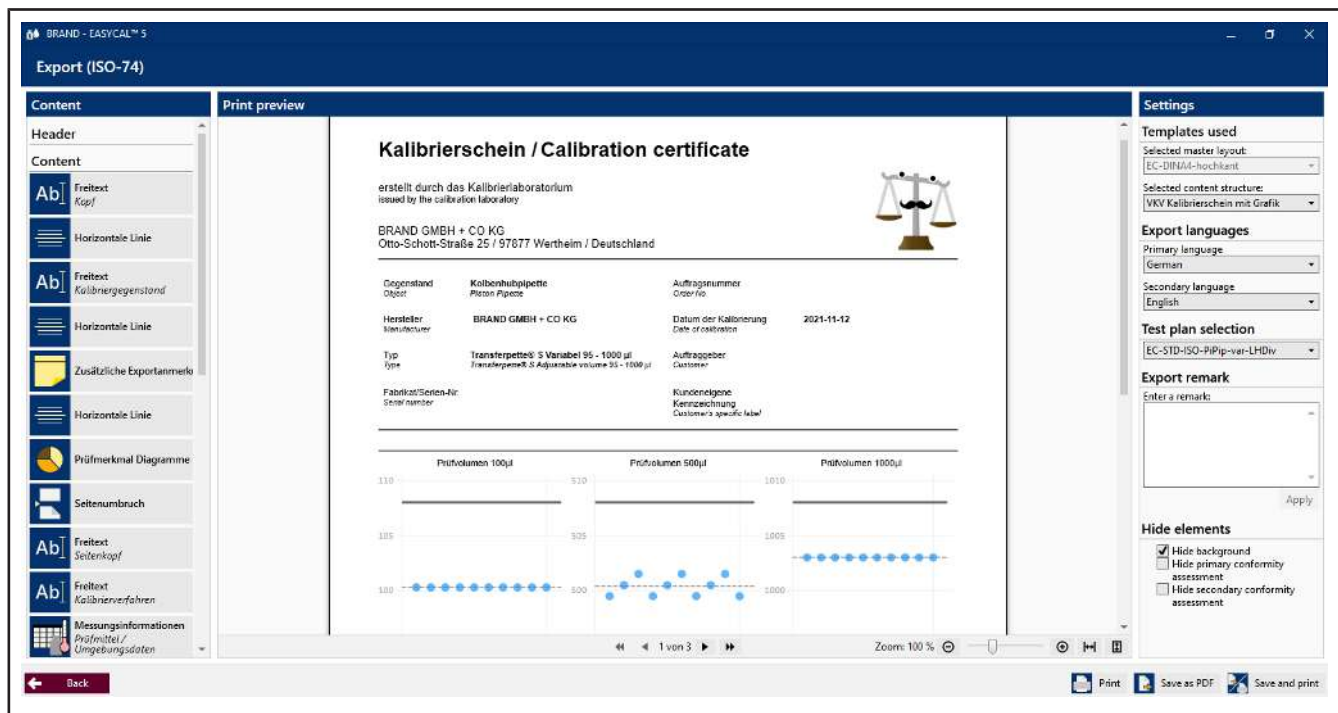 BRAND - EASYCAL™ 5
Export (ISO-74)
Content
Header
Content
Freitext
Kopf
Horizontale Linie
Freitext
Kalibriergegenstand
Horizontale Linie
Zusätzliche Exportanmerk
Horizontale Linie
Prüfmerkmal Diagramme
Seitenumbruch
Freitext
Seitenkopf
Freitext
Kalibrierverfahren
Messungsinformationen
Prüfmittel /
Umgebungsdaten
Print preview
Kalibrierschein / Calibration certificate
erstellt durch das Kalibrierlaboratorium
issued by the calibration laboratory
BRAND GMBH + CO KG
Otto-Schott-Straße 25 / 97877 Wertheim / Deutschland
Gegenstand Kolbenhubpipette Auftragsnummer
Object Piston Pipette Order No.
Hersteller BRAND GMBH + CO KG Datum der Kalibrierung 2021-11-12
Manufacturer Date of calibration
Typ Transferpette® S Variabel 95 - 1000 µl Auftraggeber
Type Transferpette® S Adjustable volume 95 - 1000 µl Customer
Fabrikat/Serien-Nr. Kundeneigene
Serial number Kennzeichnung
Customer's specific label
Prüfvolumen 100µl Prüfvolumen 500µl Prüfvolumen 1000µl
110 510 1010
105 505 1005
100 500 1000
1 von 3 Zoom: 100 %
Settings
Templates used
Selected master layout:
EC-DINA4-hochkant
Selected content structure:
VKV Kalibrierschein mit Grafik
Export languages
Primary language
German
Secondary language
English
Test plan selection
EC-STD-ISO-PiPip-var-LHDiv
Export remark
Enter a remark:
Apply
Hide elements
Hide background
Hide primary conformity
assessment
Hide secondary conformity
assessment
Back
Print Save as PDF Save and print